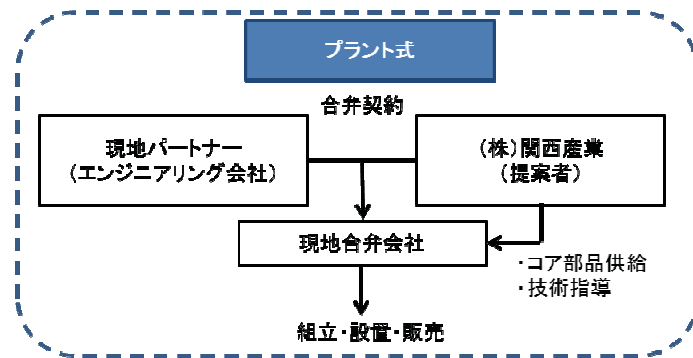 プラント式
合弁契約
現地パートナー
（エンジニアリング会社）
（株）関西産業
（提案者）
現地合弁会社
・コア部品供給
・技術指導
組立・設置・販売